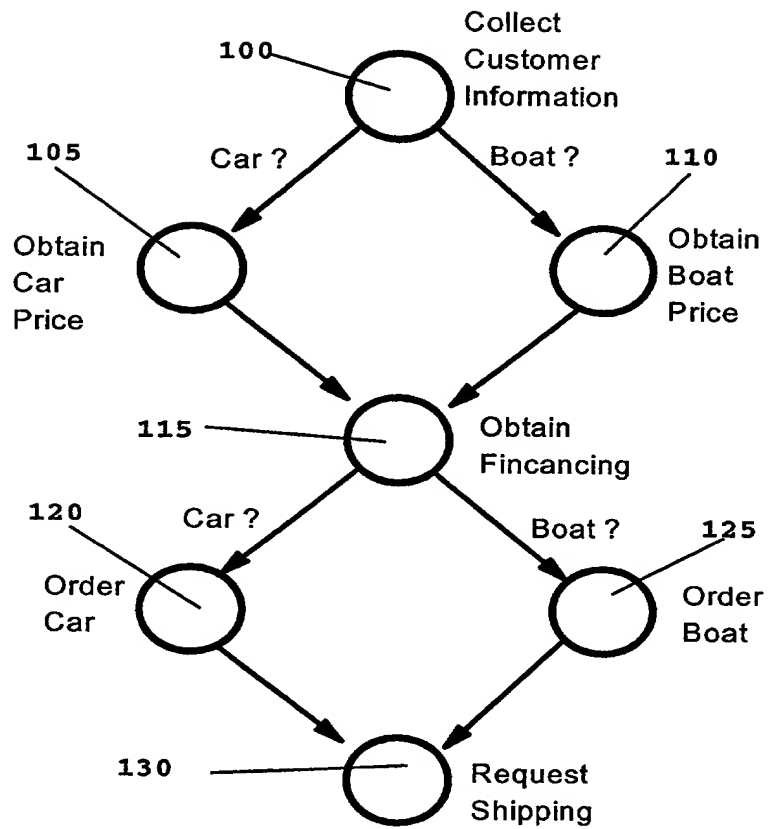 100
Collect
Customer
Information
Car ?
Boat ?
105
110
Obtain
Car
Price
Obtain
Boat
Price
115
Obtain
Fincancing
120
Car ?
Boat ?
125
Order
Car
Order
Boat
130
Request
Shipping